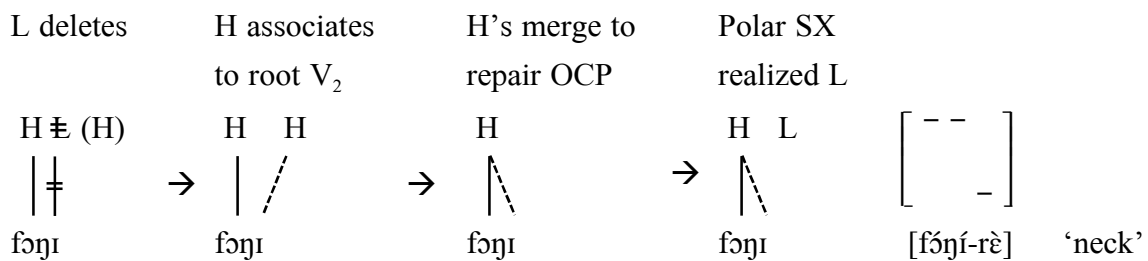 L deletes H associates H's merge to Polar SX
to root V₂ repair OCP realized L
H L (H) H H H H L
→ → →
fɔŋɪ fɔŋɪ fɔŋɪ fɔŋɪ [fɔ́ŋí-rɛ̀] ‘neck’